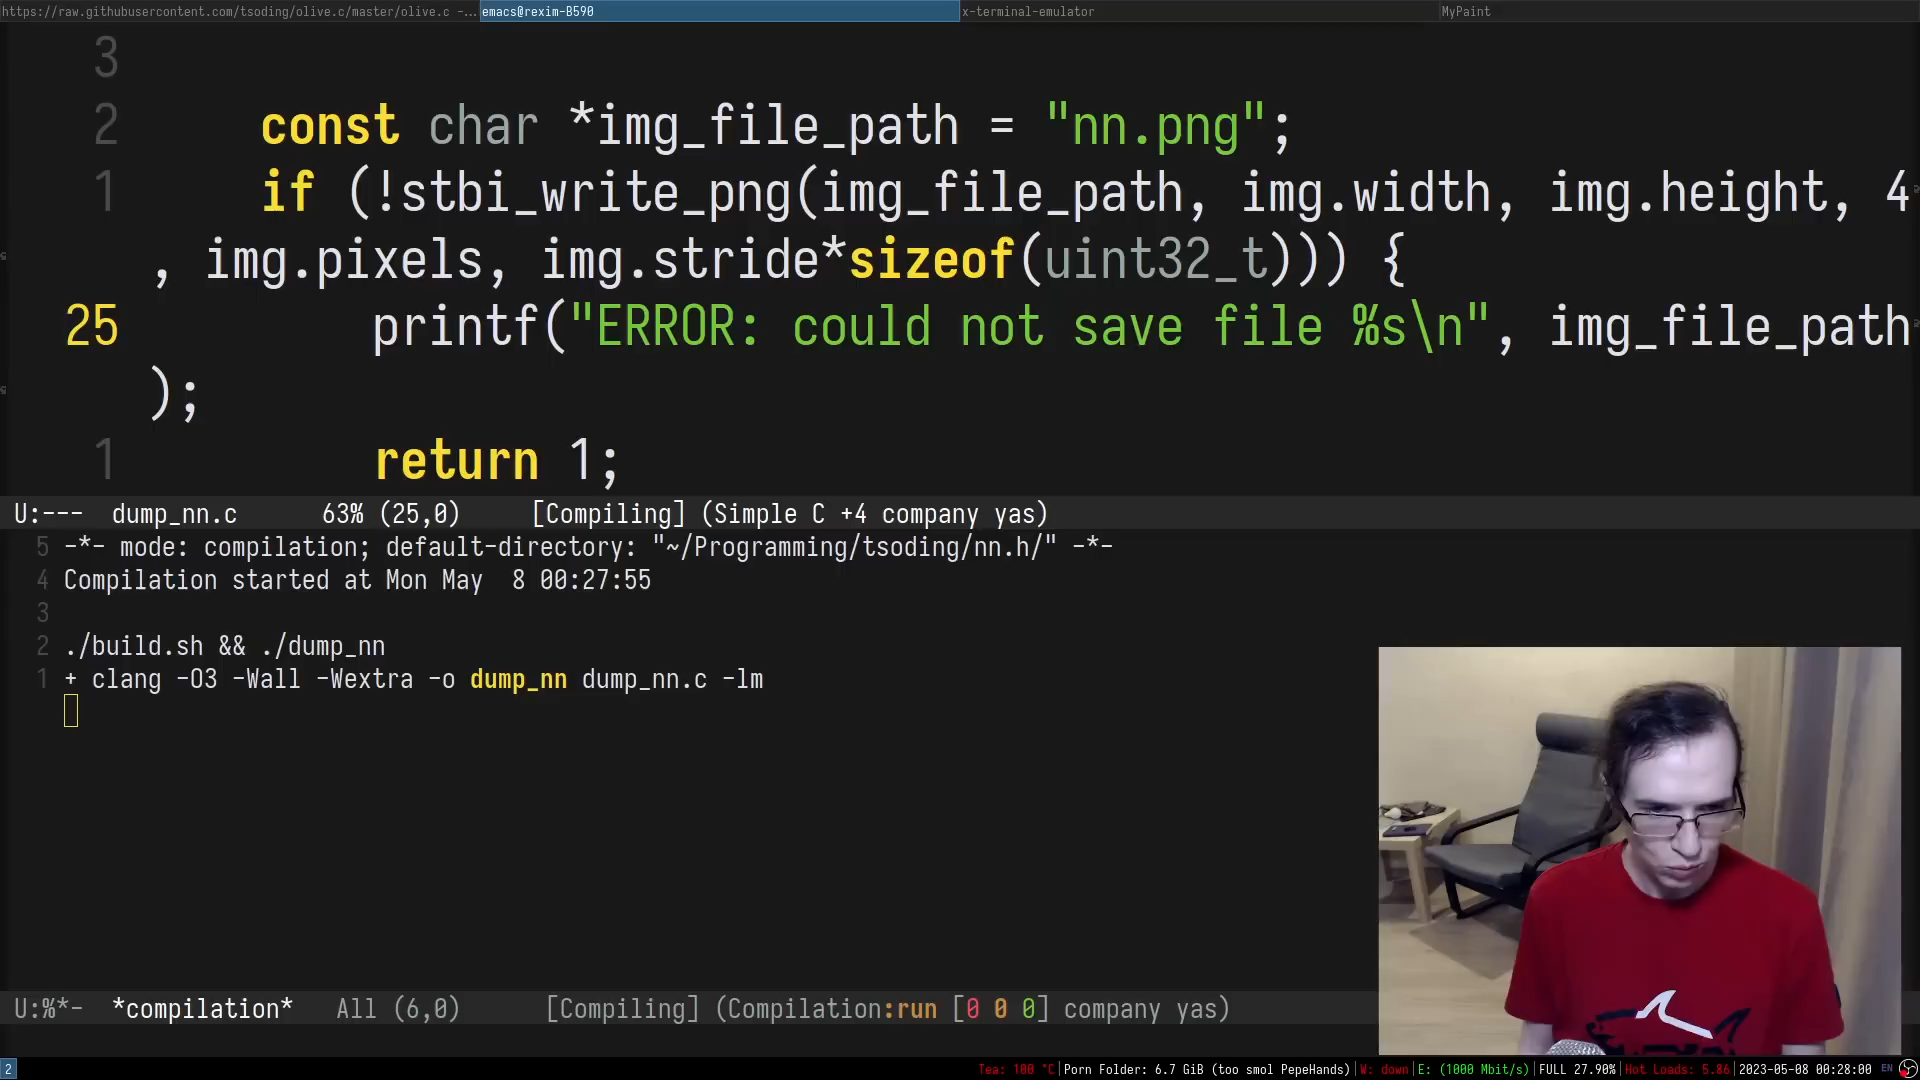 https://raw.githubusercontent.com/tsoding/olive.c/master/olive.c -... emacs@rexim-B590 x-terminal-emulator MyPaint
3
2 const char *img_file_path = "nn.png";
1 if (!stbi_write_png(img_file_path, img.width, img.height, 4
, img.pixels, img.stride*sizeof(uint32_t))) {
25 printf("ERROR: could not save file %s\n", img_file_path
);
1 return 1;
U:--- dump_nn.c 63% (25,0) [Compiling] (Simple C +4 company yas)
5 -*- mode: compilation; default-directory: "~/Programming/tsoding/nn.h/" -*-
4 Compilation started at Mon May  8 00:27:55
3
2 ./build.sh && ./dump_nn
1 + clang -O3 -Wall -Wextra -o dump_nn dump_nn.c -lm
U:%*- *compilation* All (6,0) [Compiling] (Compilation:run [0 0 0] company yas)
2 Tea: 100 °C|Porn Folder: 6.7 GiB (too smol PepeHands)|W: down|E: (1000 Mbit/s)|FULL 27.90%|Hot Loads: 5.86|2023-05-08 00:28:00 EN